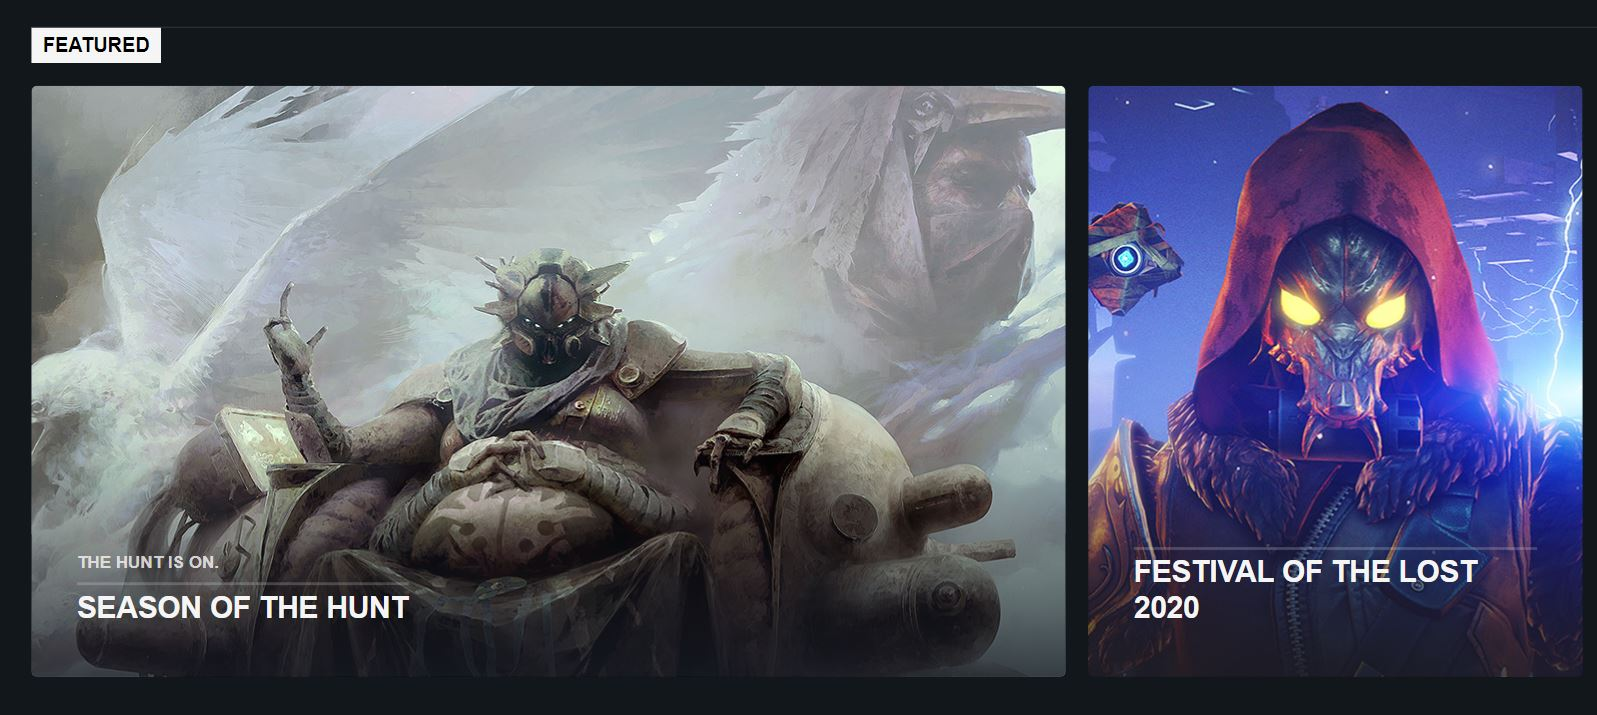 FEATURED
THE HUNT IS ON.
SEASON OF THE HUNT
FESTIVAL OF THE LOST
2020